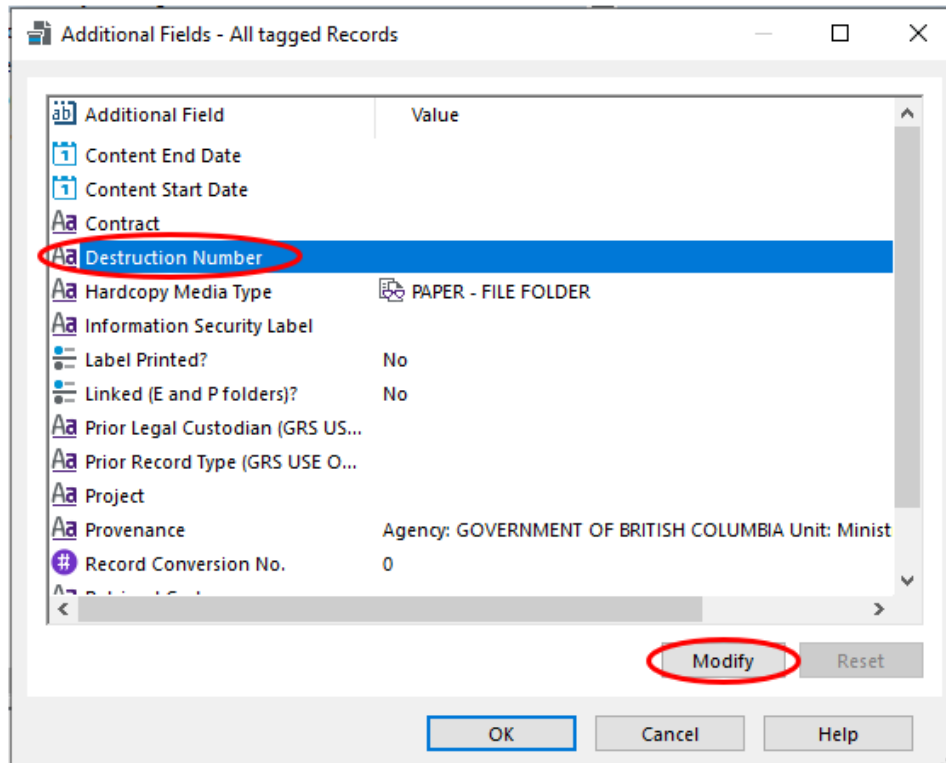 Additional Fields - All tagged Records
Additional Field Value
Content End Date
Content Start Date
Contract
Destruction Number
Hardcopy Media Type PAPER - FILE FOLDER
Information Security Label
Label Printed? No
Linked (E and P folders)? No
Prior Legal Custodian (GRS US...
Prior Record Type (GRS USE O...
Project
Provenance Agency: GOVERNMENT OF BRITISH COLUMBIA Unit: Minist
Record Conversion No. 0
Modify Reset
OK Cancel Help